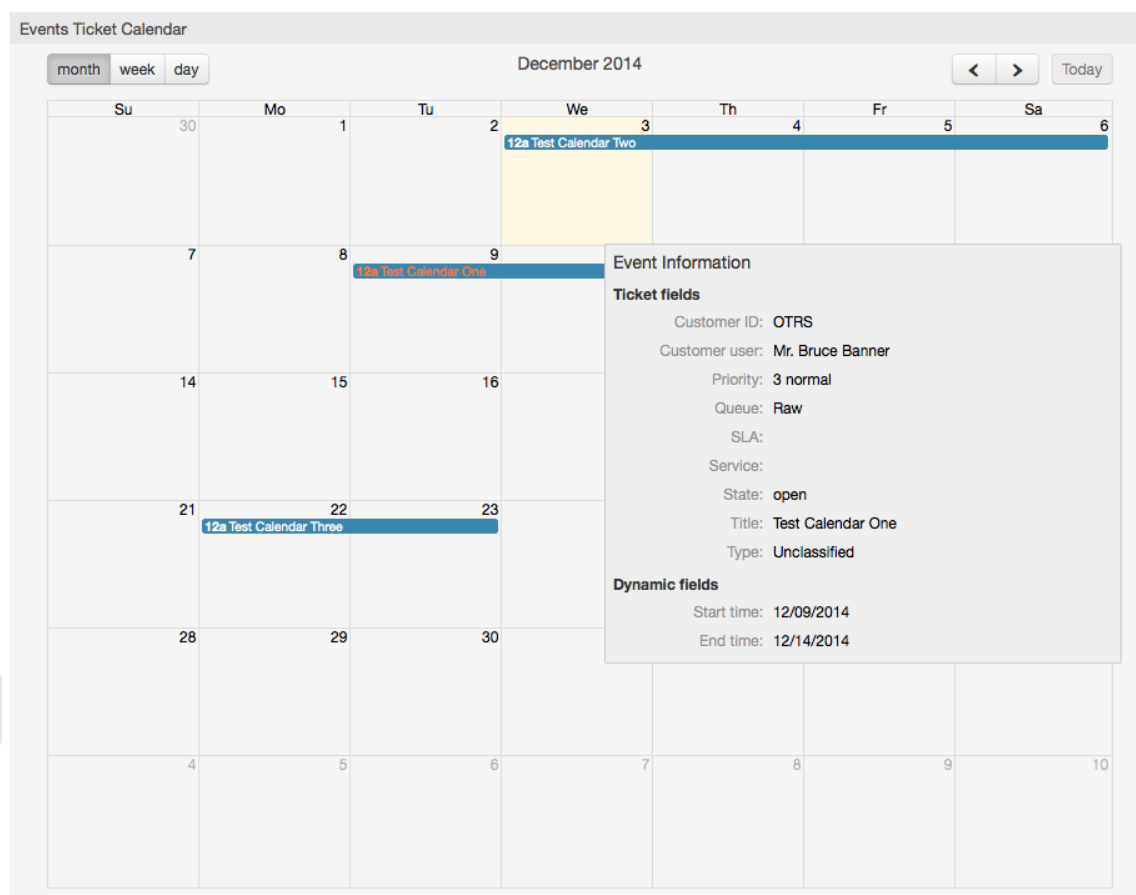 Events Ticket Calendar
month week day December 2014 < > Today
Su Mo Tu We Th Fr Sa
30 1 2 3 4 5 6
12a Test Calendar Two
7 8 9
12a Test Calendar One
Event Information
Ticket fields
Customer ID: OTRS
Customer user: Mr. Bruce Banner
Priority: 3 normal
14 15 16
Queue: Raw
SLA:
Service:
State: open
21 22 23
12a Test Calendar Three
Title: Test Calendar One
Type: Unclassified
Dynamic fields
Start time: 12/09/2014
28 29 30
End time: 12/14/2014
4 5 6 7 8 9 10